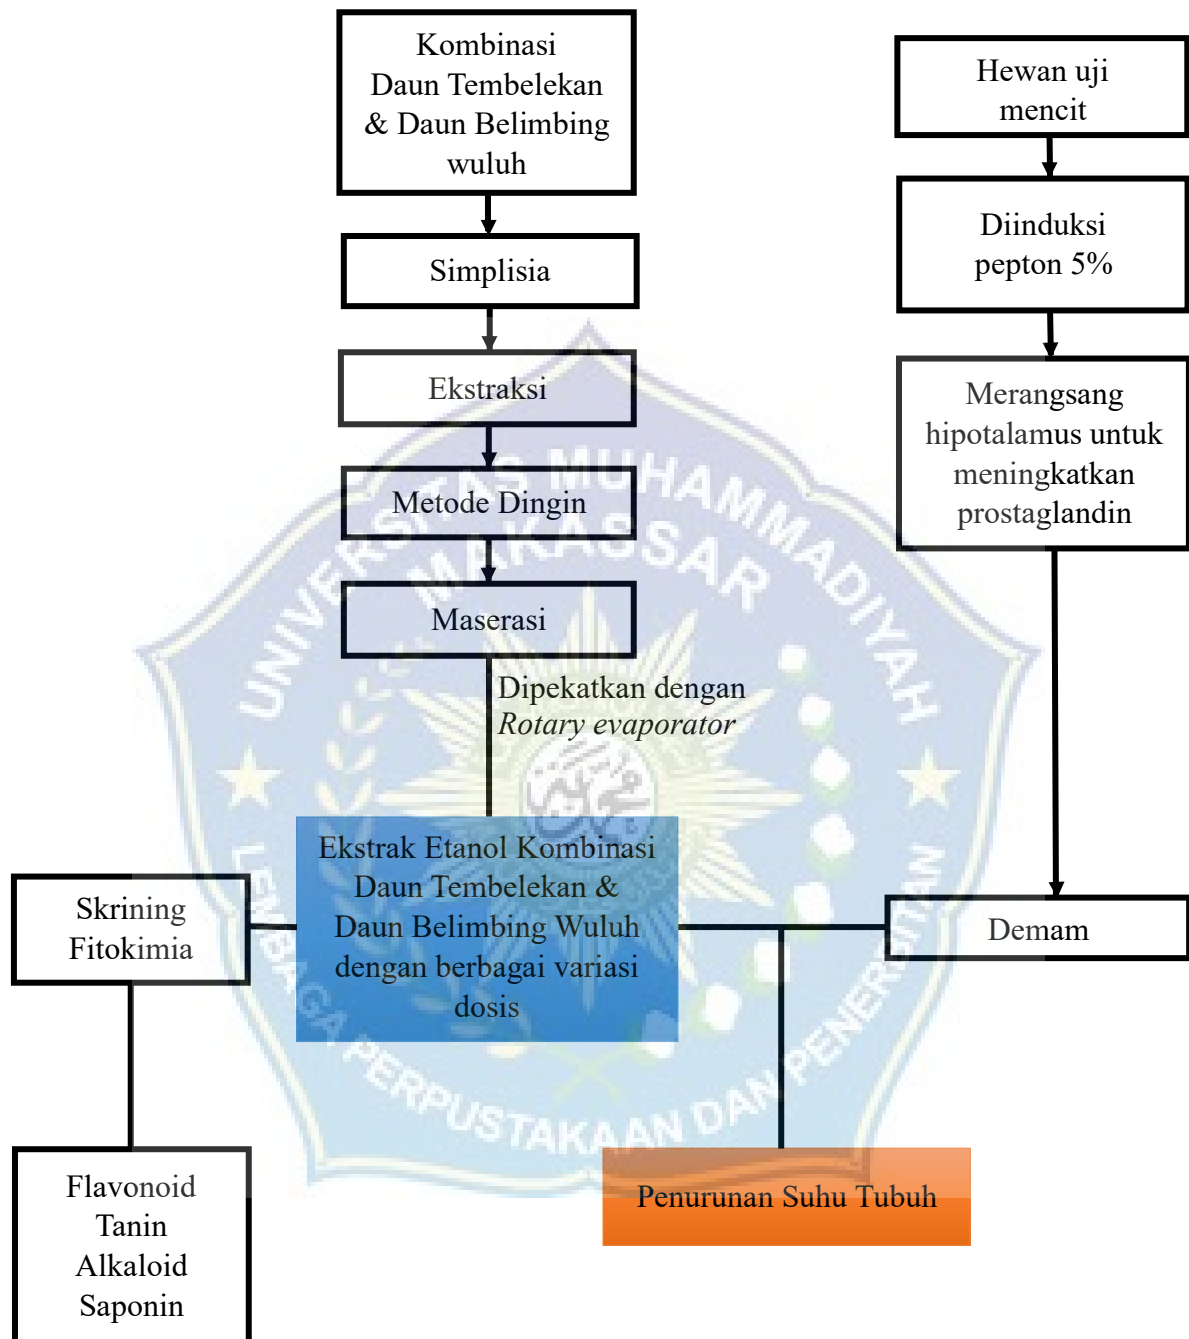 Kombinasi
Daun Tembelekan
& Daun Belimbing
wuluh
Simplisia
Ekstraksi
Metode Dingin
Maserasi
Dipekatkan dengan
Rotary evaporator
Ekstrak Etanol Kombinasi
Daun Tembelekan &
Daun Belimbing Wuluh
dengan berbagai variasi
dosis
Skrining
Fitokimia
Flavonoid
Tanin
Alkaloid
Saponin
Hewan uji
mencit
Diinduksi
pepton 5%
Merangsang
hipotalamus untuk
meningkatkan
prostaglandin
Demam
Penurunan Suhu Tubuh
UNIVERSITAS MUHAMMADIYAH
MAKASSAR
LEMBAGA PERPUSTAKAAN DAN PENERBITAN